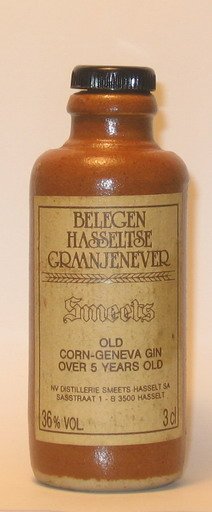 BELEGEN
HASSELTSE
GRAANJENEVER
Smeets
OLD
CORN-GENEVA GIN
OVER 5 YEARS OLD
NV DISTILLERIE SMEETS-HASSELT SA
SASSTRAAT 1 - B 3500 HASSELT
36% VOL. 3 cl